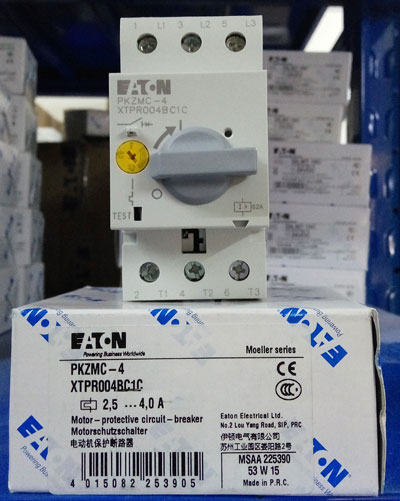 1 L1 3 L2 5 L3
EATON
PKZMC-4
XTPR004BC1C
TEST
I> 62A
2 T1 4 T2 6 T3
EATON
Powering Business Worldwide
Moeller series
PKZMC-4
XTPR004BC1C
2,5 ...4,0 A
CE
CCC
Motor-protective circuit-breaker
Motorschutzschalter
电动机保护断路器
Eaton Electrical Ltd.
No.2 Lou Yang Road, SIP, PRC
伊顿电气有限公司
苏州工业园区娄阳路2号
MSAA 225390
53 W 15
Made in P.R.C.
4 015082 253905